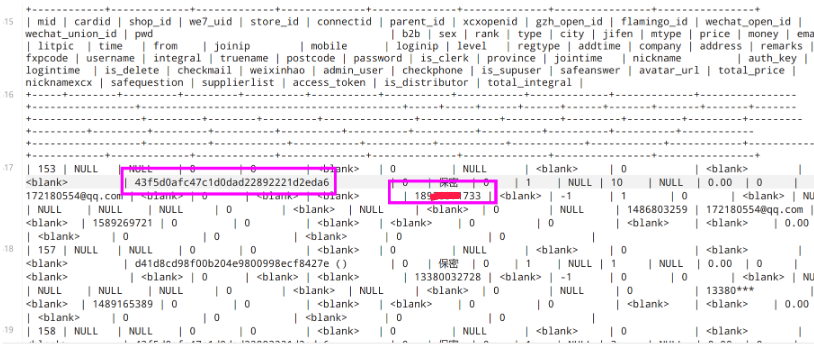 +-----+--------+---------+----------+----------+-----------+-----------+------------+-------------+-------------+----------------+
15 | mid | cardid | shop_id | we7_uid | store_id | connectid | parent_id | xcxopenid | gzh_open_id | flamingo_id | wechat_open_id |
wechat_union_id | pwd | b2b | sex | rank | type | city | jifen | mtype | price | money | ema
| litpic | time | from | joinip | mobile | loginip | level | regtype | addtime | company | address | remarks |
fxpcode | username | integral | truename | postcode | password | is_clerk | province | jointime | nickname | auth_key |
logintime | is_delete | checkmail | weixinhao | admin_user | checkphone | is_supuser | safeanswer | avatar_url | total_price |
nicknamexcx | safequestion | supplierlist | access_token | is_distributor | total_integral |
16
17 | 153 | NULL | NULL | 0 | 0 | <blank> | 0 | NULL | <blank> | 0 | <blank> |
<blank> | 43f5d0afc47c1d0dad22892221d2eda6 | 0 | 保密 | 0 | 1 | NULL | 10 | NULL | 0.00 | 0 |
172180554@qq.com | <blank> | 0 | <blank> | <blank> | 189 733 | <blank> | -1 | 1 | 0 | <blank> | N
| NULL | NULL | NULL | 0 | <blank> | NULL | 0 | NULL | 0 | 1486803259 | 172180554@qq.com |
<blank> | 1589269721 | 0 | 0 | <blank> | <blank> | 0 | 0 | <blank> | <blank> | 0.00
| <blank> | 0 | 0 | <blank> | 0 | 0 |
18 | 157 | NULL | NULL | 0 | 0 | <blank> | 0 | NULL | <blank> | 0 | <blank> |
<blank> | d41d8cd98f00b204e9800998ecf8427e () | 0 | 保密 | 0 | 1 | NULL | 1 | NULL | 0.00 | 0 |
<blank> | <blank> | 0 | <blank> | <blank> | 13380032728 | <blank> | -1 | 0 | 0 | <blank> | NU
NULL | NULL | NULL | 0 | <blank> | NULL | 0 | NULL | 0 | 13380***
<blank> | 1489165389 | 0 | 0 | <blank> | <blank> | 0 | 0 | <blank> | <blank> | 0.00
| <blank> | 0 | 0 | <blank> | 0 | 0 |
19 | 158 | NULL | NULL | 0 | 0 | <blank> | 0 | NULL | <blank> | 0 | <blank> |